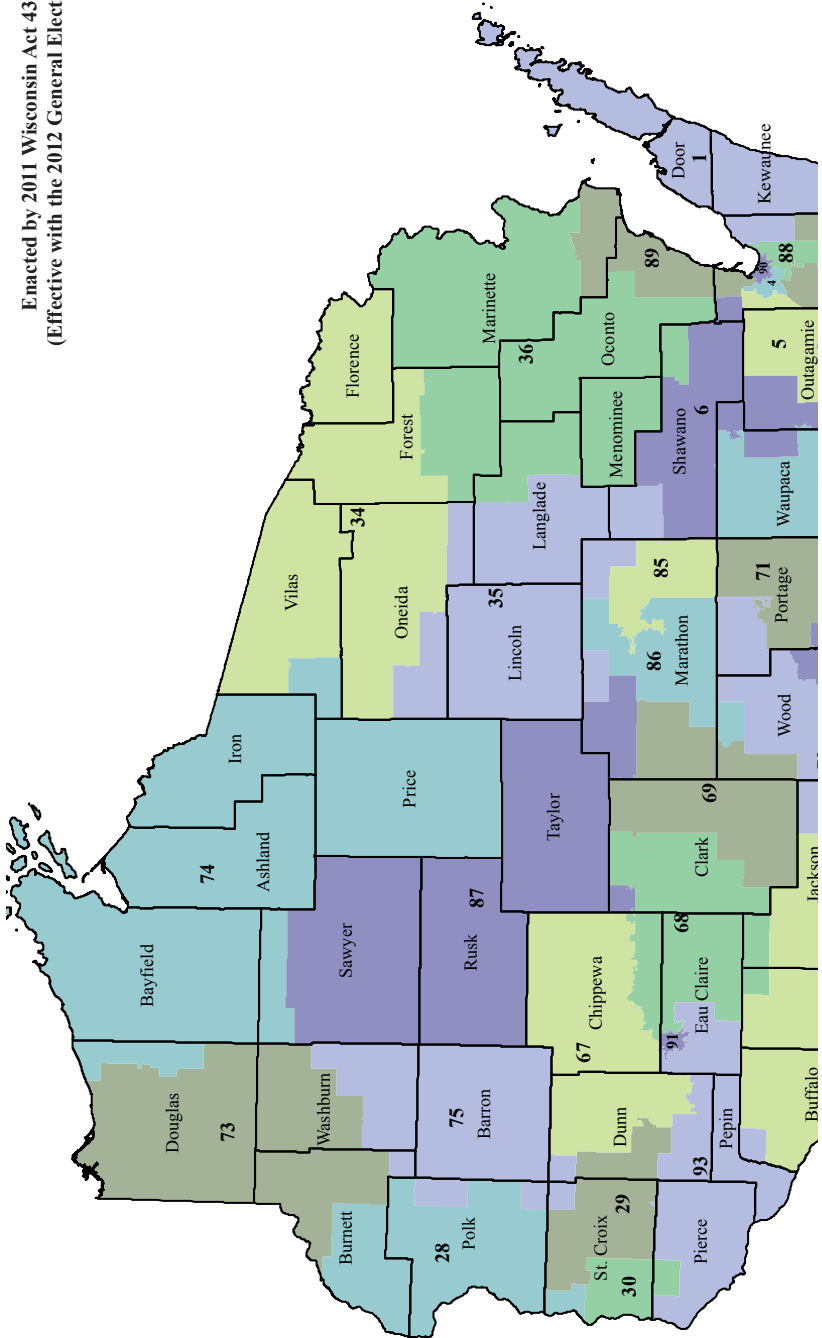 Enacted by 2011 Wisconsin Act 43
(Effective with the 2012 General Elect
Bayfield
Douglas
73
Ashland
74
Iron
Vilas
Florence
Forest
34
Oneida
Marinette
Washburn
Sawyer
Price
Burnett
Rusk
87
Barron
75
Polk
28
Lincoln
35
Langlade
36
Oconto
89
Door
1
Kewaunee
Taylor
Chippewa
67
Dunn
St. Croix
29
30
Menominee
Shawano
6
Marathon
86
85
Clark
69
68
Eau Claire
91
93
Pierce
Pepin
Buffalo
Jackson
Wood
Portage
71
Waupaca
Outagamie
5
90
4
88